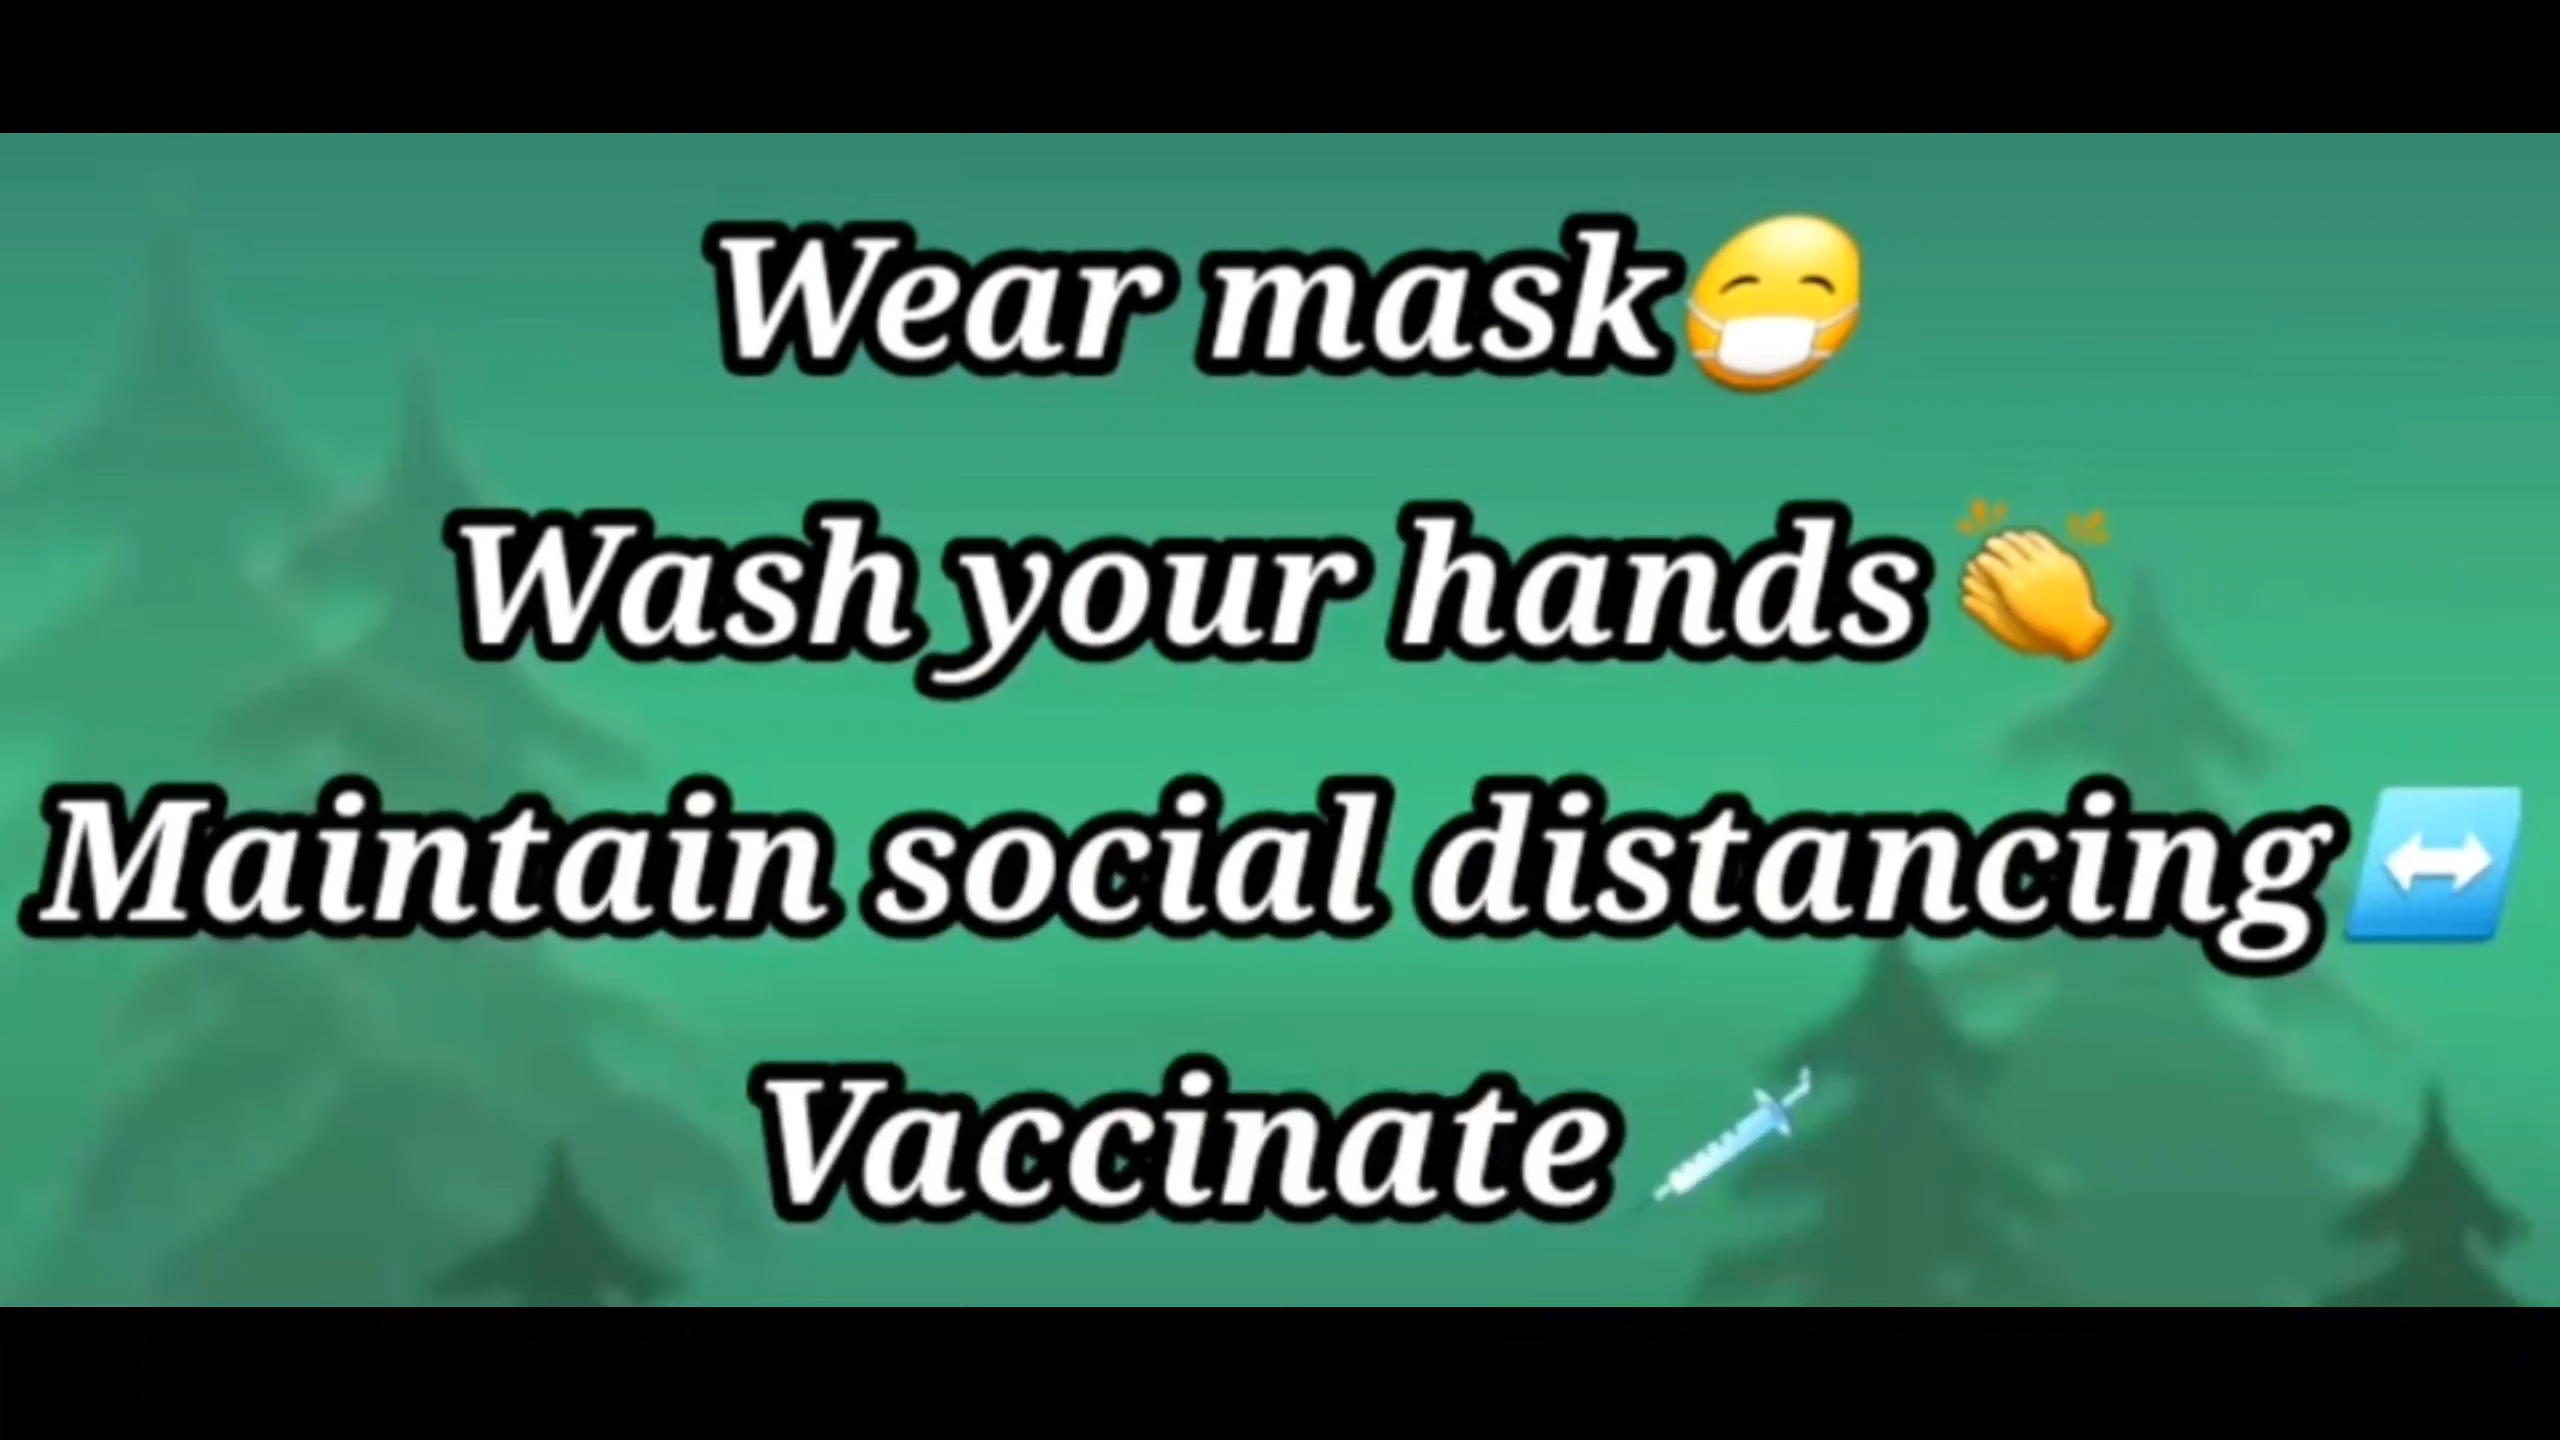 Wear mask😷
Wash your hands👏
Maintain social distancing↔️
Vaccinate 💉